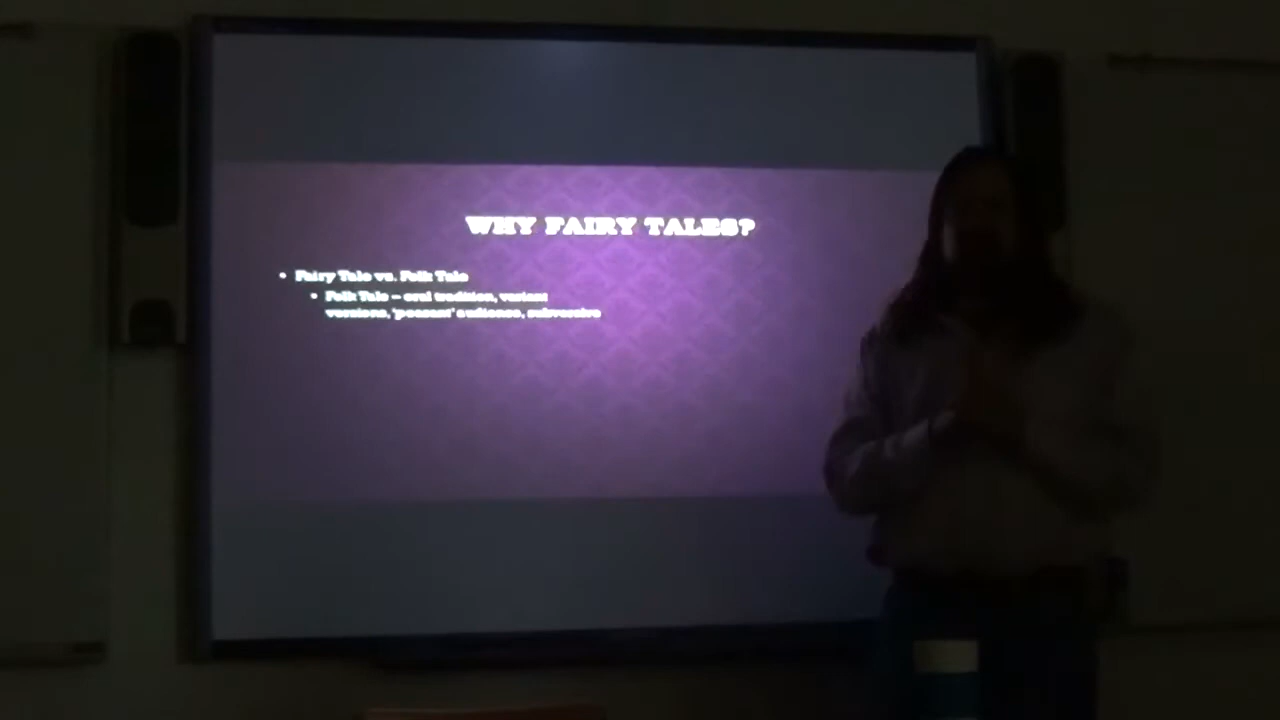 WHY FAIRY TALES?
• Fairy Tale vs. Folk Tale
• Folk Tale – oral tradition, variant
versions, 'peasant' audience, subversive